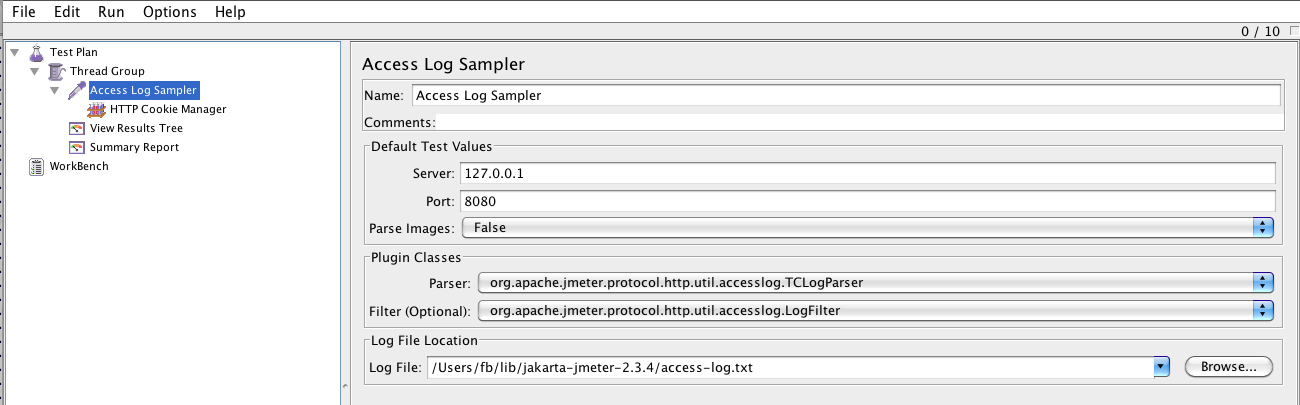 File Edit Run Options Help
0 / 10
Test Plan
Thread Group
Access Log Sampler
HTTP Cookie Manager
View Results Tree
Summary Report
WorkBench
Access Log Sampler
Name: Access Log Sampler
Comments:
Default Test Values
Server: 127.0.0.1
Port: 8080
Parse Images: False
Plugin Classes
Parser: org.apache.jmeter.protocol.http.util.accesslog.TCLogParser
Filter (Optional): org.apache.jmeter.protocol.http.util.accesslog.LogFilter
Log File Location
Log File: /Users/fb/lib/jakarta-jmeter-2.3.4/access-log.txt Browse...